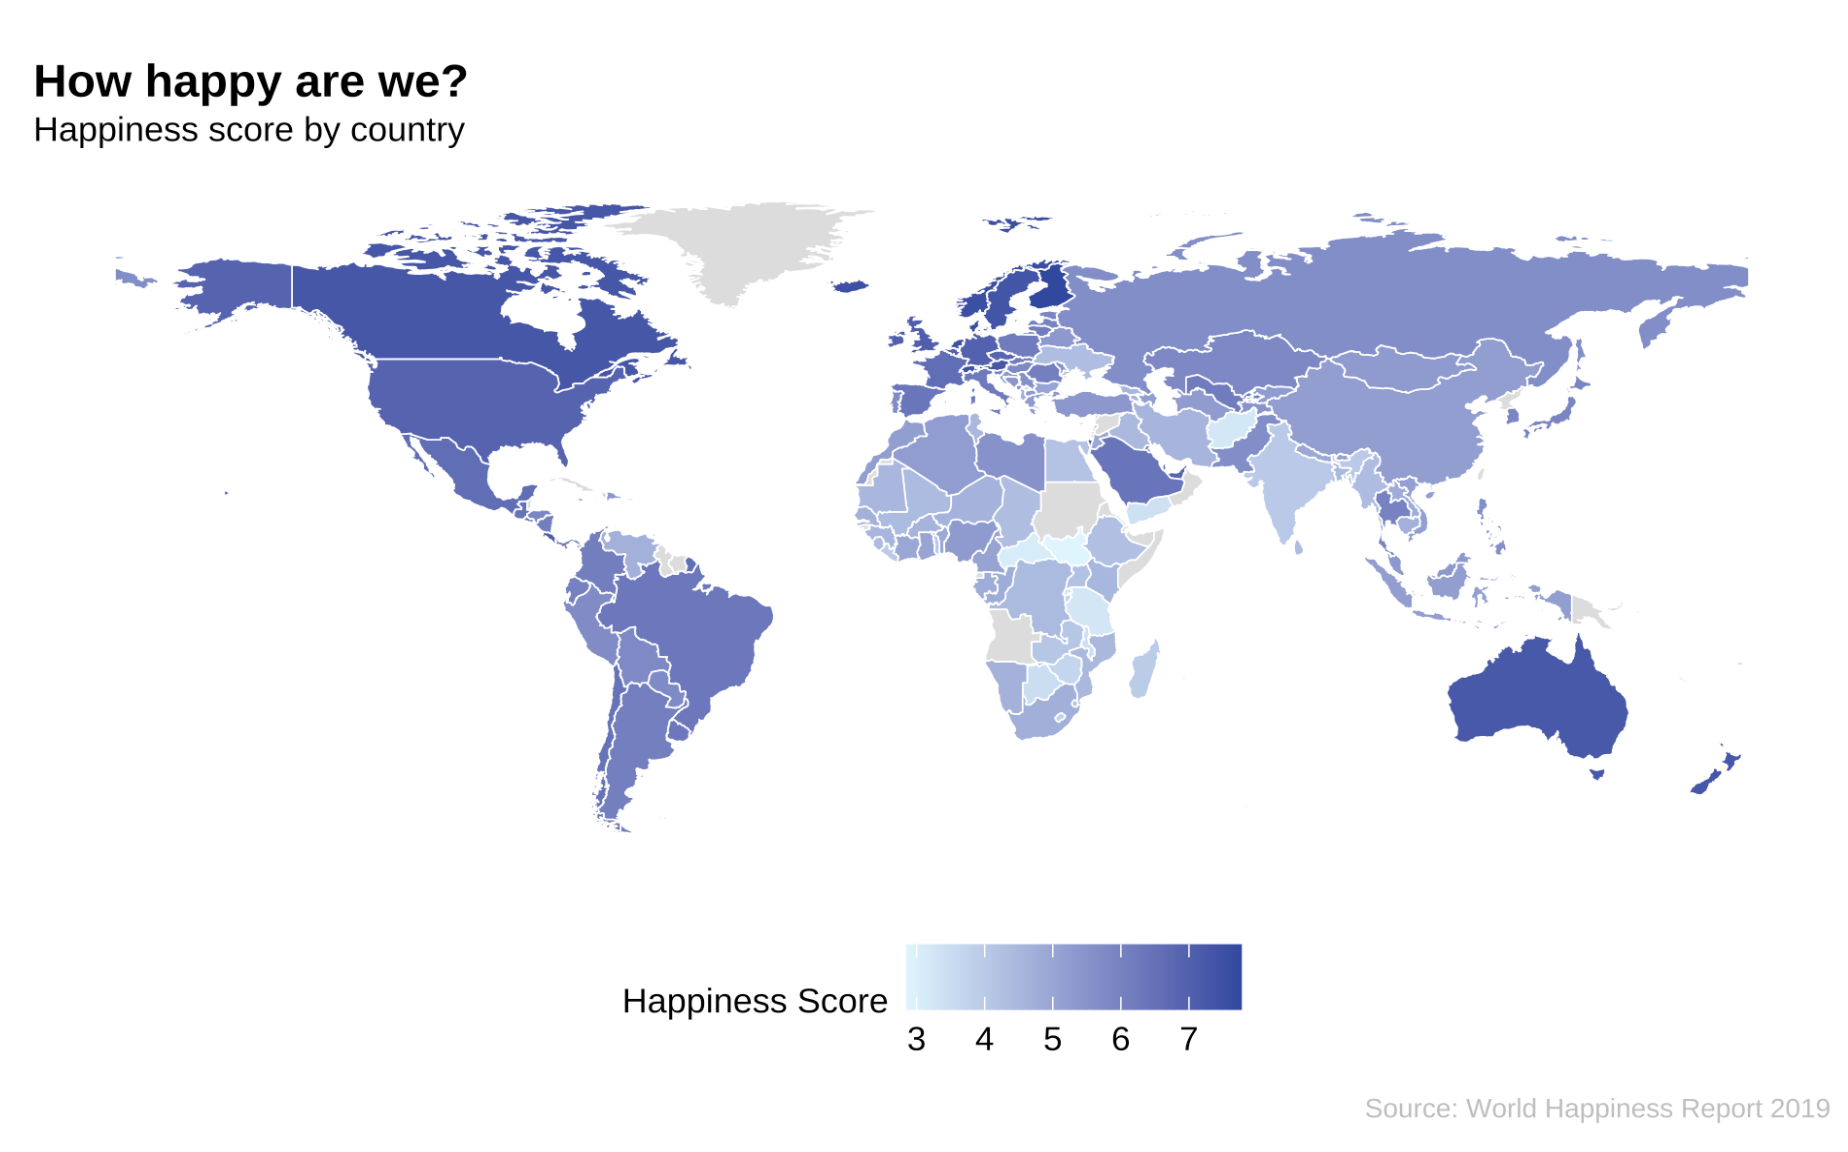 How happy are we?
Happiness score by country
Happiness Score
3 4 5 6 7
Source: World Happiness Report 2019